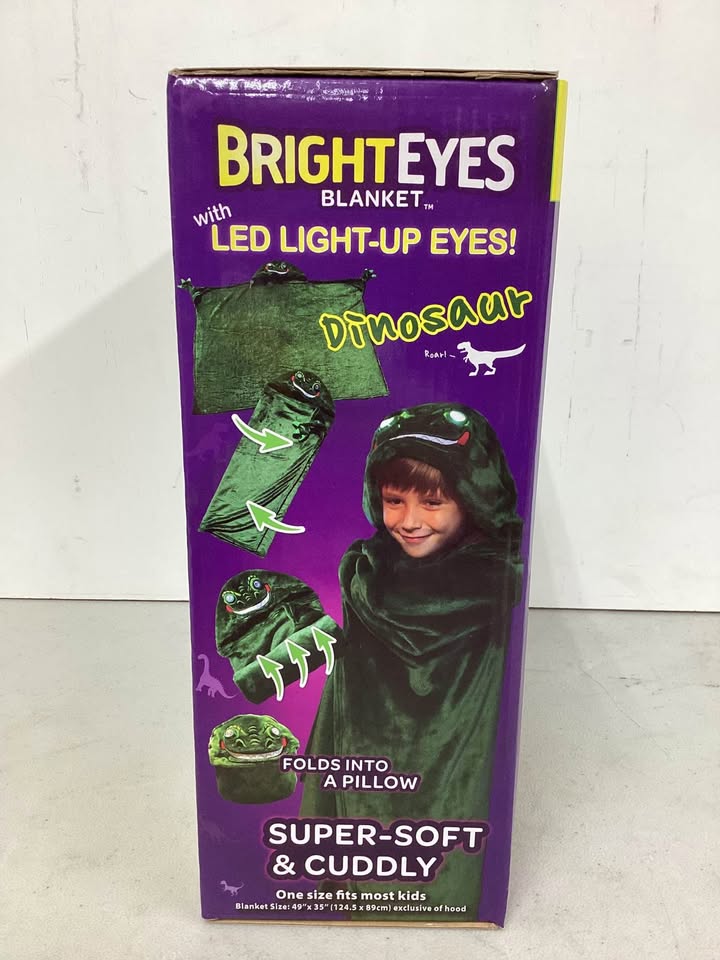 BRIGHTEYES
BLANKET™
with
LED LIGHT-UP EYES!
Dinosaur
Roar! -
FOLDS INTO
A PILLOW
SUPER-SOFT
& CUDDLY
One size fits most kids
Blanket Size: 49"x 35" (124.5 x 89cm) exclusive of hood